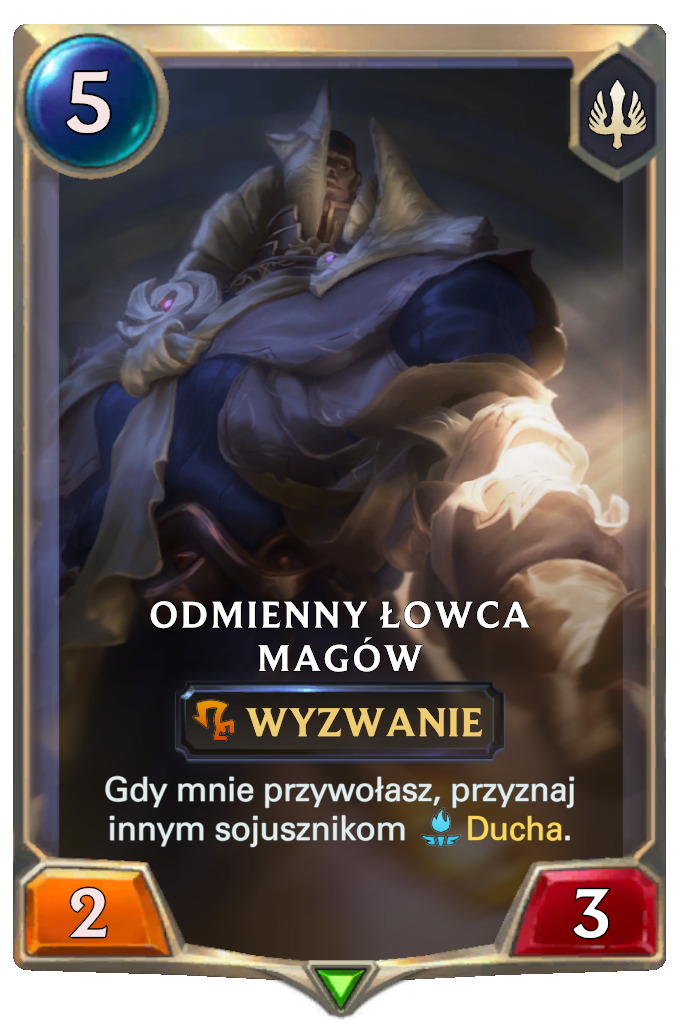 5
ODMIENNY ŁOWCA
MAGÓW
WYZWANIE
Gdy mnie przywołasz, przyznaj
innym sojusznikom Ducha.
2
3